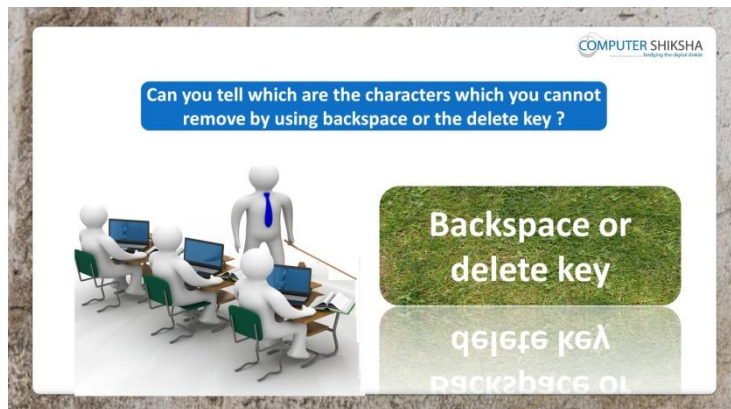 COMPUTER SHIKSHA
bridging the digital divide
Can you tell which are the characters which you cannot
remove by using backspace or the delete key ?
Backspace or
delete key